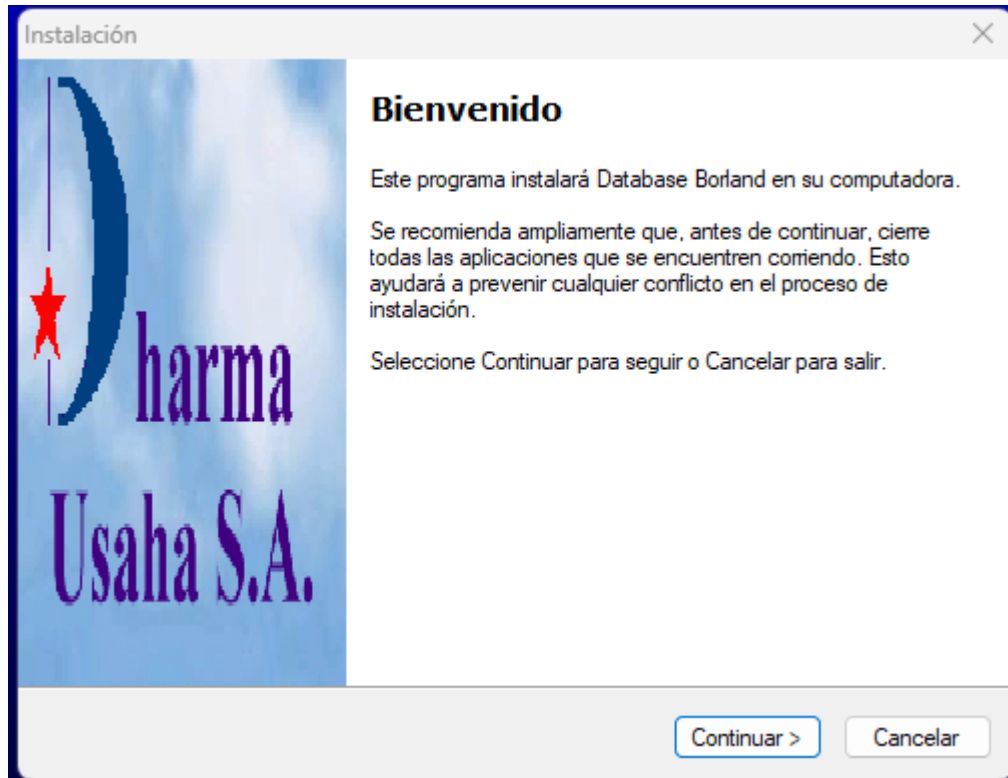 Instalación
Bienvenido
Este programa instalará Database Borland en su computadora.
Se recomienda ampliamente que, antes de continuar, cierre
todas las aplicaciones que se encuentren corriendo. Esto
ayudará a prevenir cualquier conflicto en el proceso de
instalación.
Seleccione Continuar para seguir o Cancelar para salir.
Dharma
Usaha S.A.
Continuar >
Cancelar